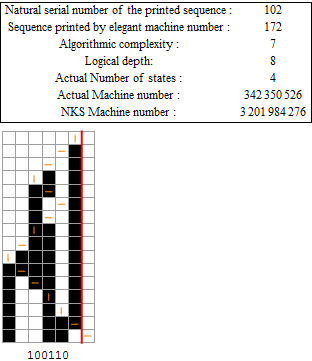 Natural serial number of the printed sequence : 102
Sequence printed by elegant machine number : 172
Algorithmic complexity : 7
Logical depth: 8
Actual Number of states : 4
Actual Machine number : 342 350 526
NKS Machine number : 3 201 984 276
100110